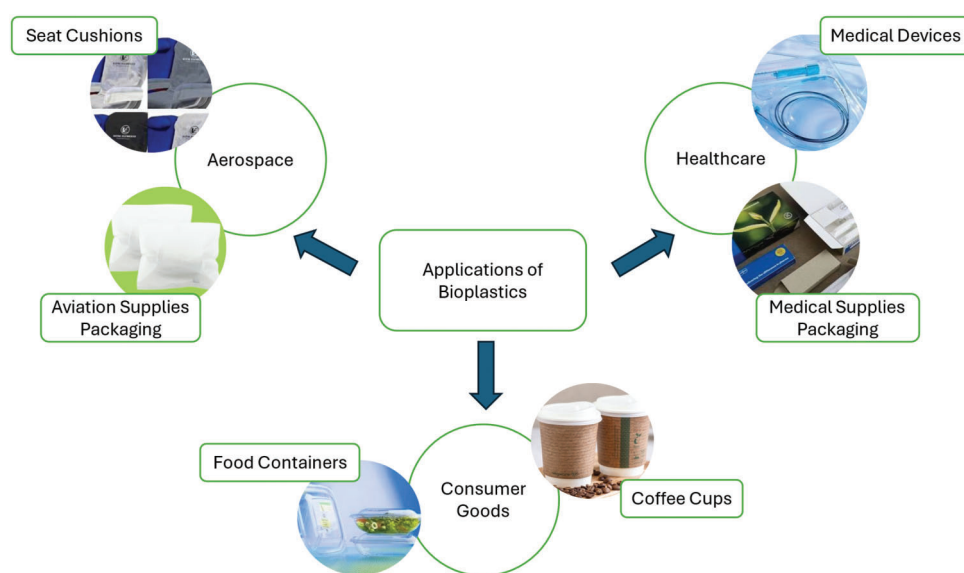 Seat Cushions
Medical Devices
Aerospace
Healthcare
Aviation Supplies
Packaging
Applications of
Bioplastics
Medical Supplies
Packaging
Food Containers
Consumer
Goods
Coffee Cups